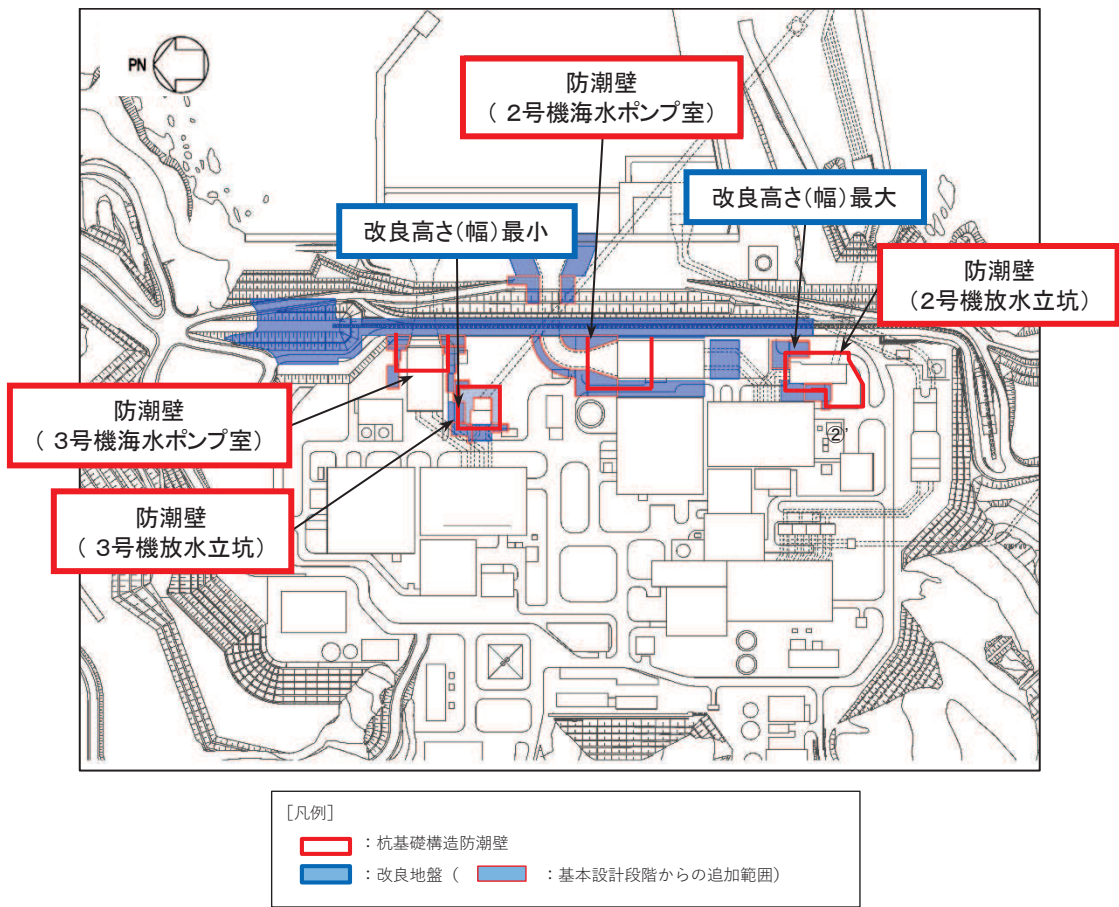 PN
防潮壁
( 2号機海水ポンプ室)
改良高さ(幅)最小
改良高さ(幅)最大
防潮壁
(2号機放水立坑)
防潮壁
( 3号機海水ポンプ室)
防潮壁
( 3号機放水立坑)
②'
[凡例]
：杭基礎構造防潮壁
：改良地盤（ ：基本設計段階からの追加範囲）